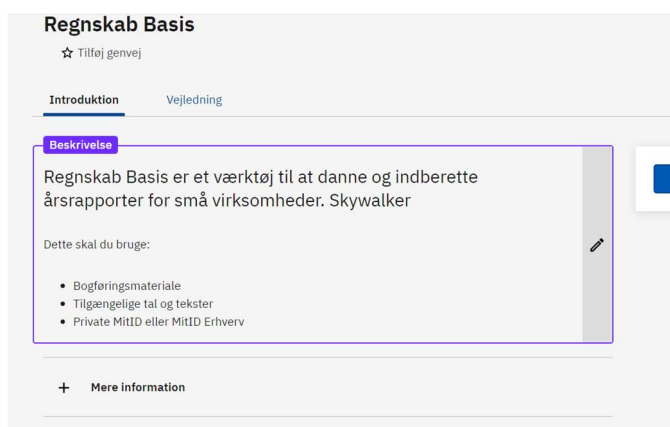 Regnskab Basis
Tilføj genvej
Introduktion
Vejledning
Beskrivelse
Regnskab Basis er et værktøj til at danne og indberette
årsrapporter for små virksomheder. Skywalker
Dette skal du bruge:
Bogføringsmateriale
Tilgængelige tal og tekster
Private MitID eller MitID Erhverv
Mere information